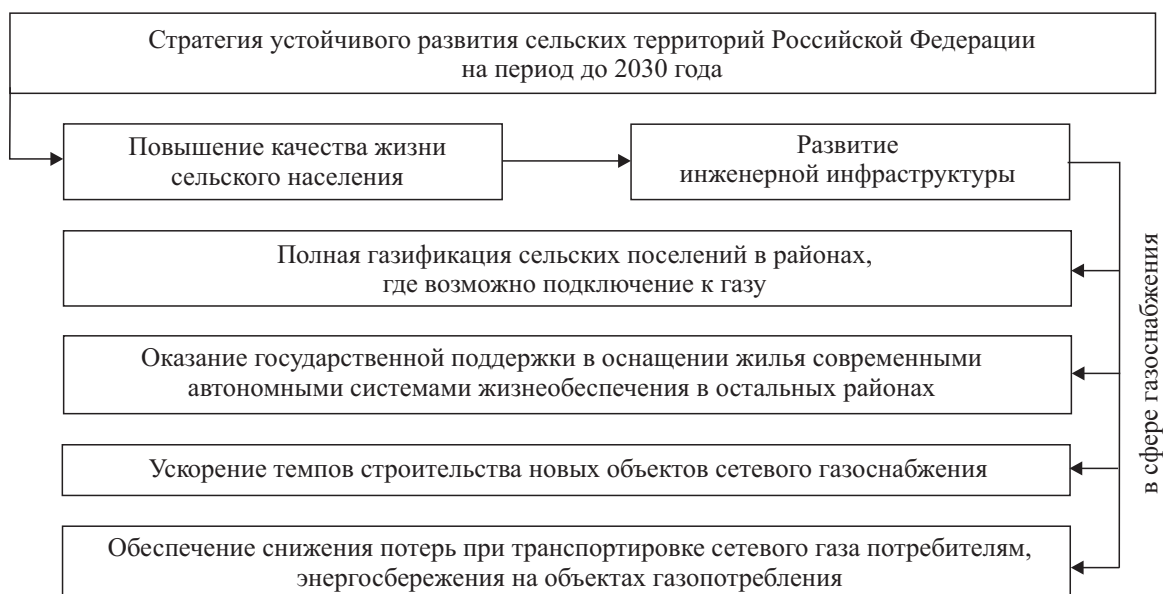 Стратегия устойчивого развития сельских территорий Российской Федерации
на период до 2030 года
Повышение качества жизни
сельского населения
Развитие
инженерной инфраструктуры
Полная газификация сельских поселений в районах,
где возможно подключение к газу
Оказание государственной поддержки в оснащении жилья современными
автономными системами жизнеобеспечения в остальных районах
Ускорение темпов строительства новых объектов сетевого газоснабжения
Обеспечение снижения потерь при транспортировке сетевого газа потребителям,
энергосбережения на объектах газопотребления
в сфере газоснабжения